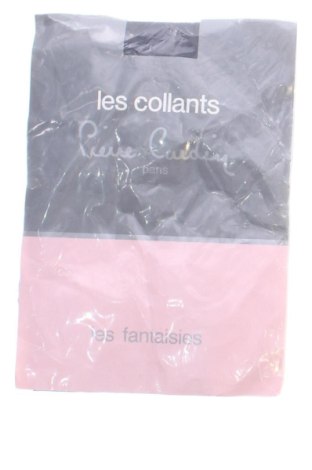 les collants
Pierre Cardin
paris
les fantaisies